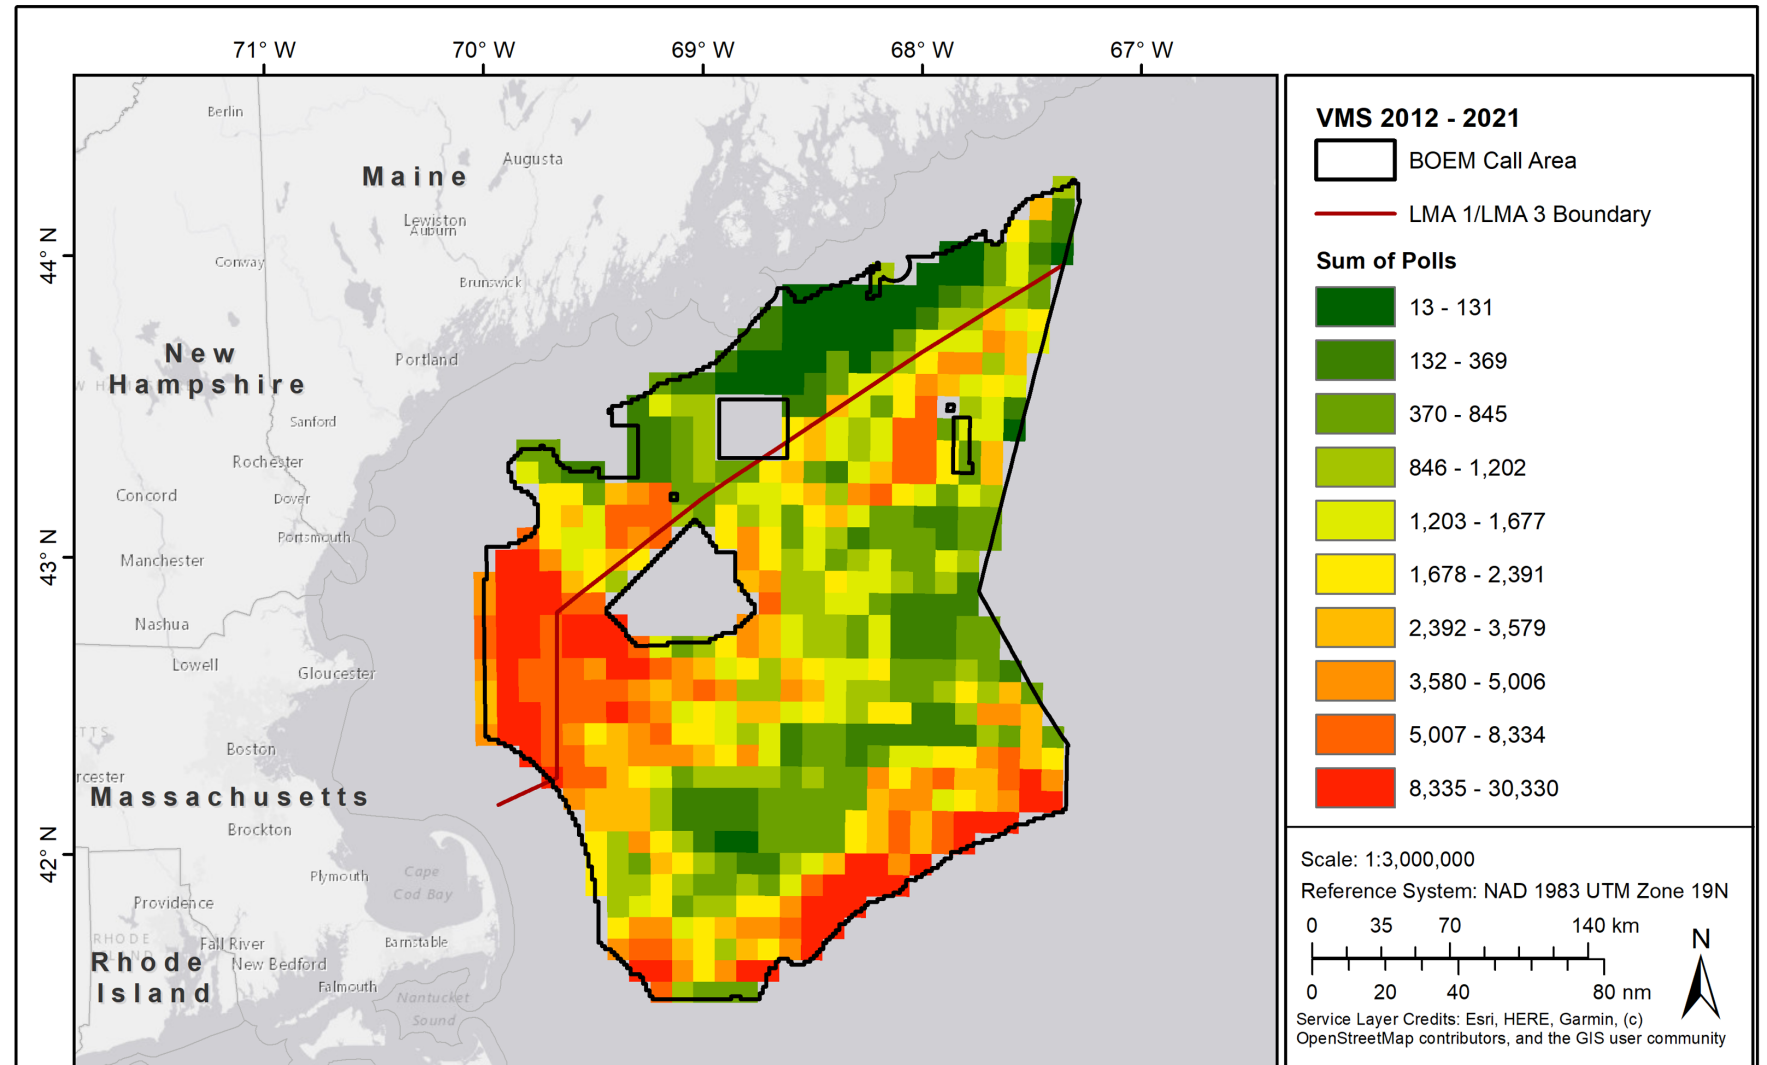 71° W
70° W
69° W
68° W
67° W
44° N
43° N
42° N
Berlin
Augusta
Maine
Lewiston
Auburn
Conway
Brunswick
New
Hampshire
Portland
Sanford
Rochester
Concord
Dover
Portsmouth
Manchester
Nashua
Lowell
Gloucester
Boston
rcester
Massachusetts
Brockton
Plymouth
Cape
Cod Bay
Providence
Barnstable
Fall River
RHODE
Rhode
Island
New Bedford
Falmouth
Nantucket
Sound
VMS 2012 - 2021
BOEM Call Area
LMA 1/LMA 3 Boundary
Sum of Polls
13 - 131
132 - 369
370 - 845
846 - 1,202
1,203 - 1,677
1,678 - 2,391
2,392 - 3,579
3,580 - 5,006
5,007 - 8,334
8,335 - 30,330
Scale: 1:3,000,000
Reference System: NAD 1983 UTM Zone 19N
0 35 70 140 km
0 20 40 80 nm
N
Service Layer Credits: Esri, HERE, Garmin, (c)
OpenStreetMap contributors, and the GIS user community